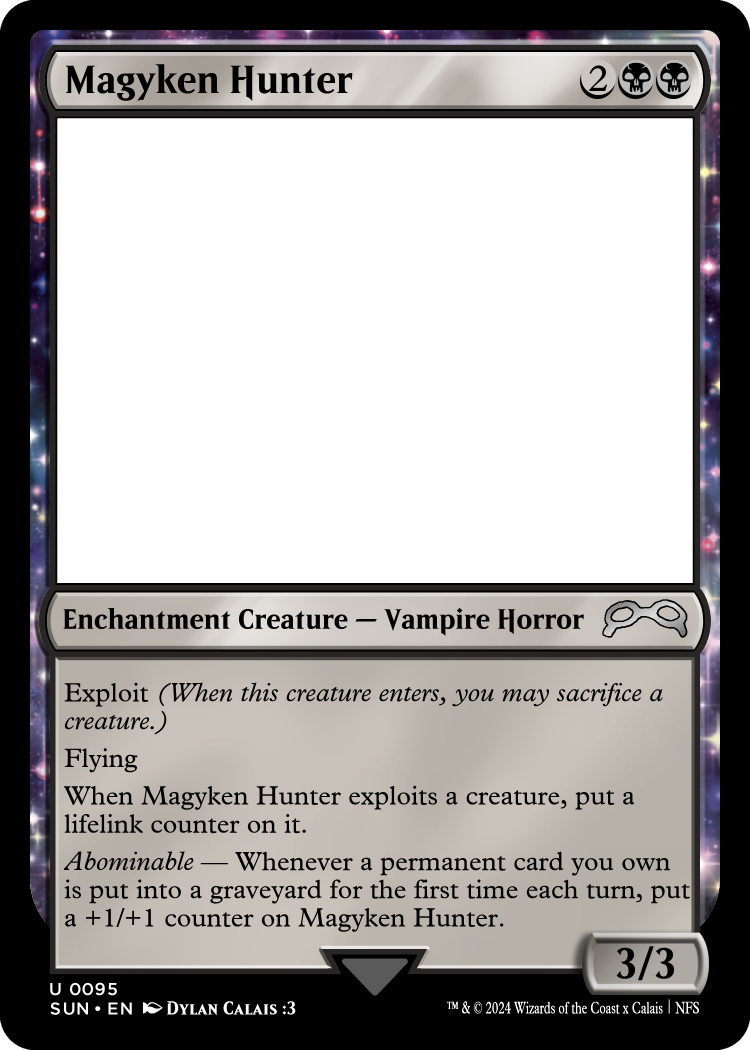 Magyken Hunter 2
Enchantment Creature — Vampire Horror
Exploit (When this creature enters, you may sacrifice a
creature.)
Flying
When Magyken Hunter exploits a creature, put a
lifelink counter on it.
Abominable — Whenever a permanent card you own
is put into a graveyard for the first time each turn, put
a +1/+1 counter on Magyken Hunter.
3/3
U 0095
SUN • EN Dylan Calais :3
™ & © 2024 Wizards of the Coast x Calais | NFS